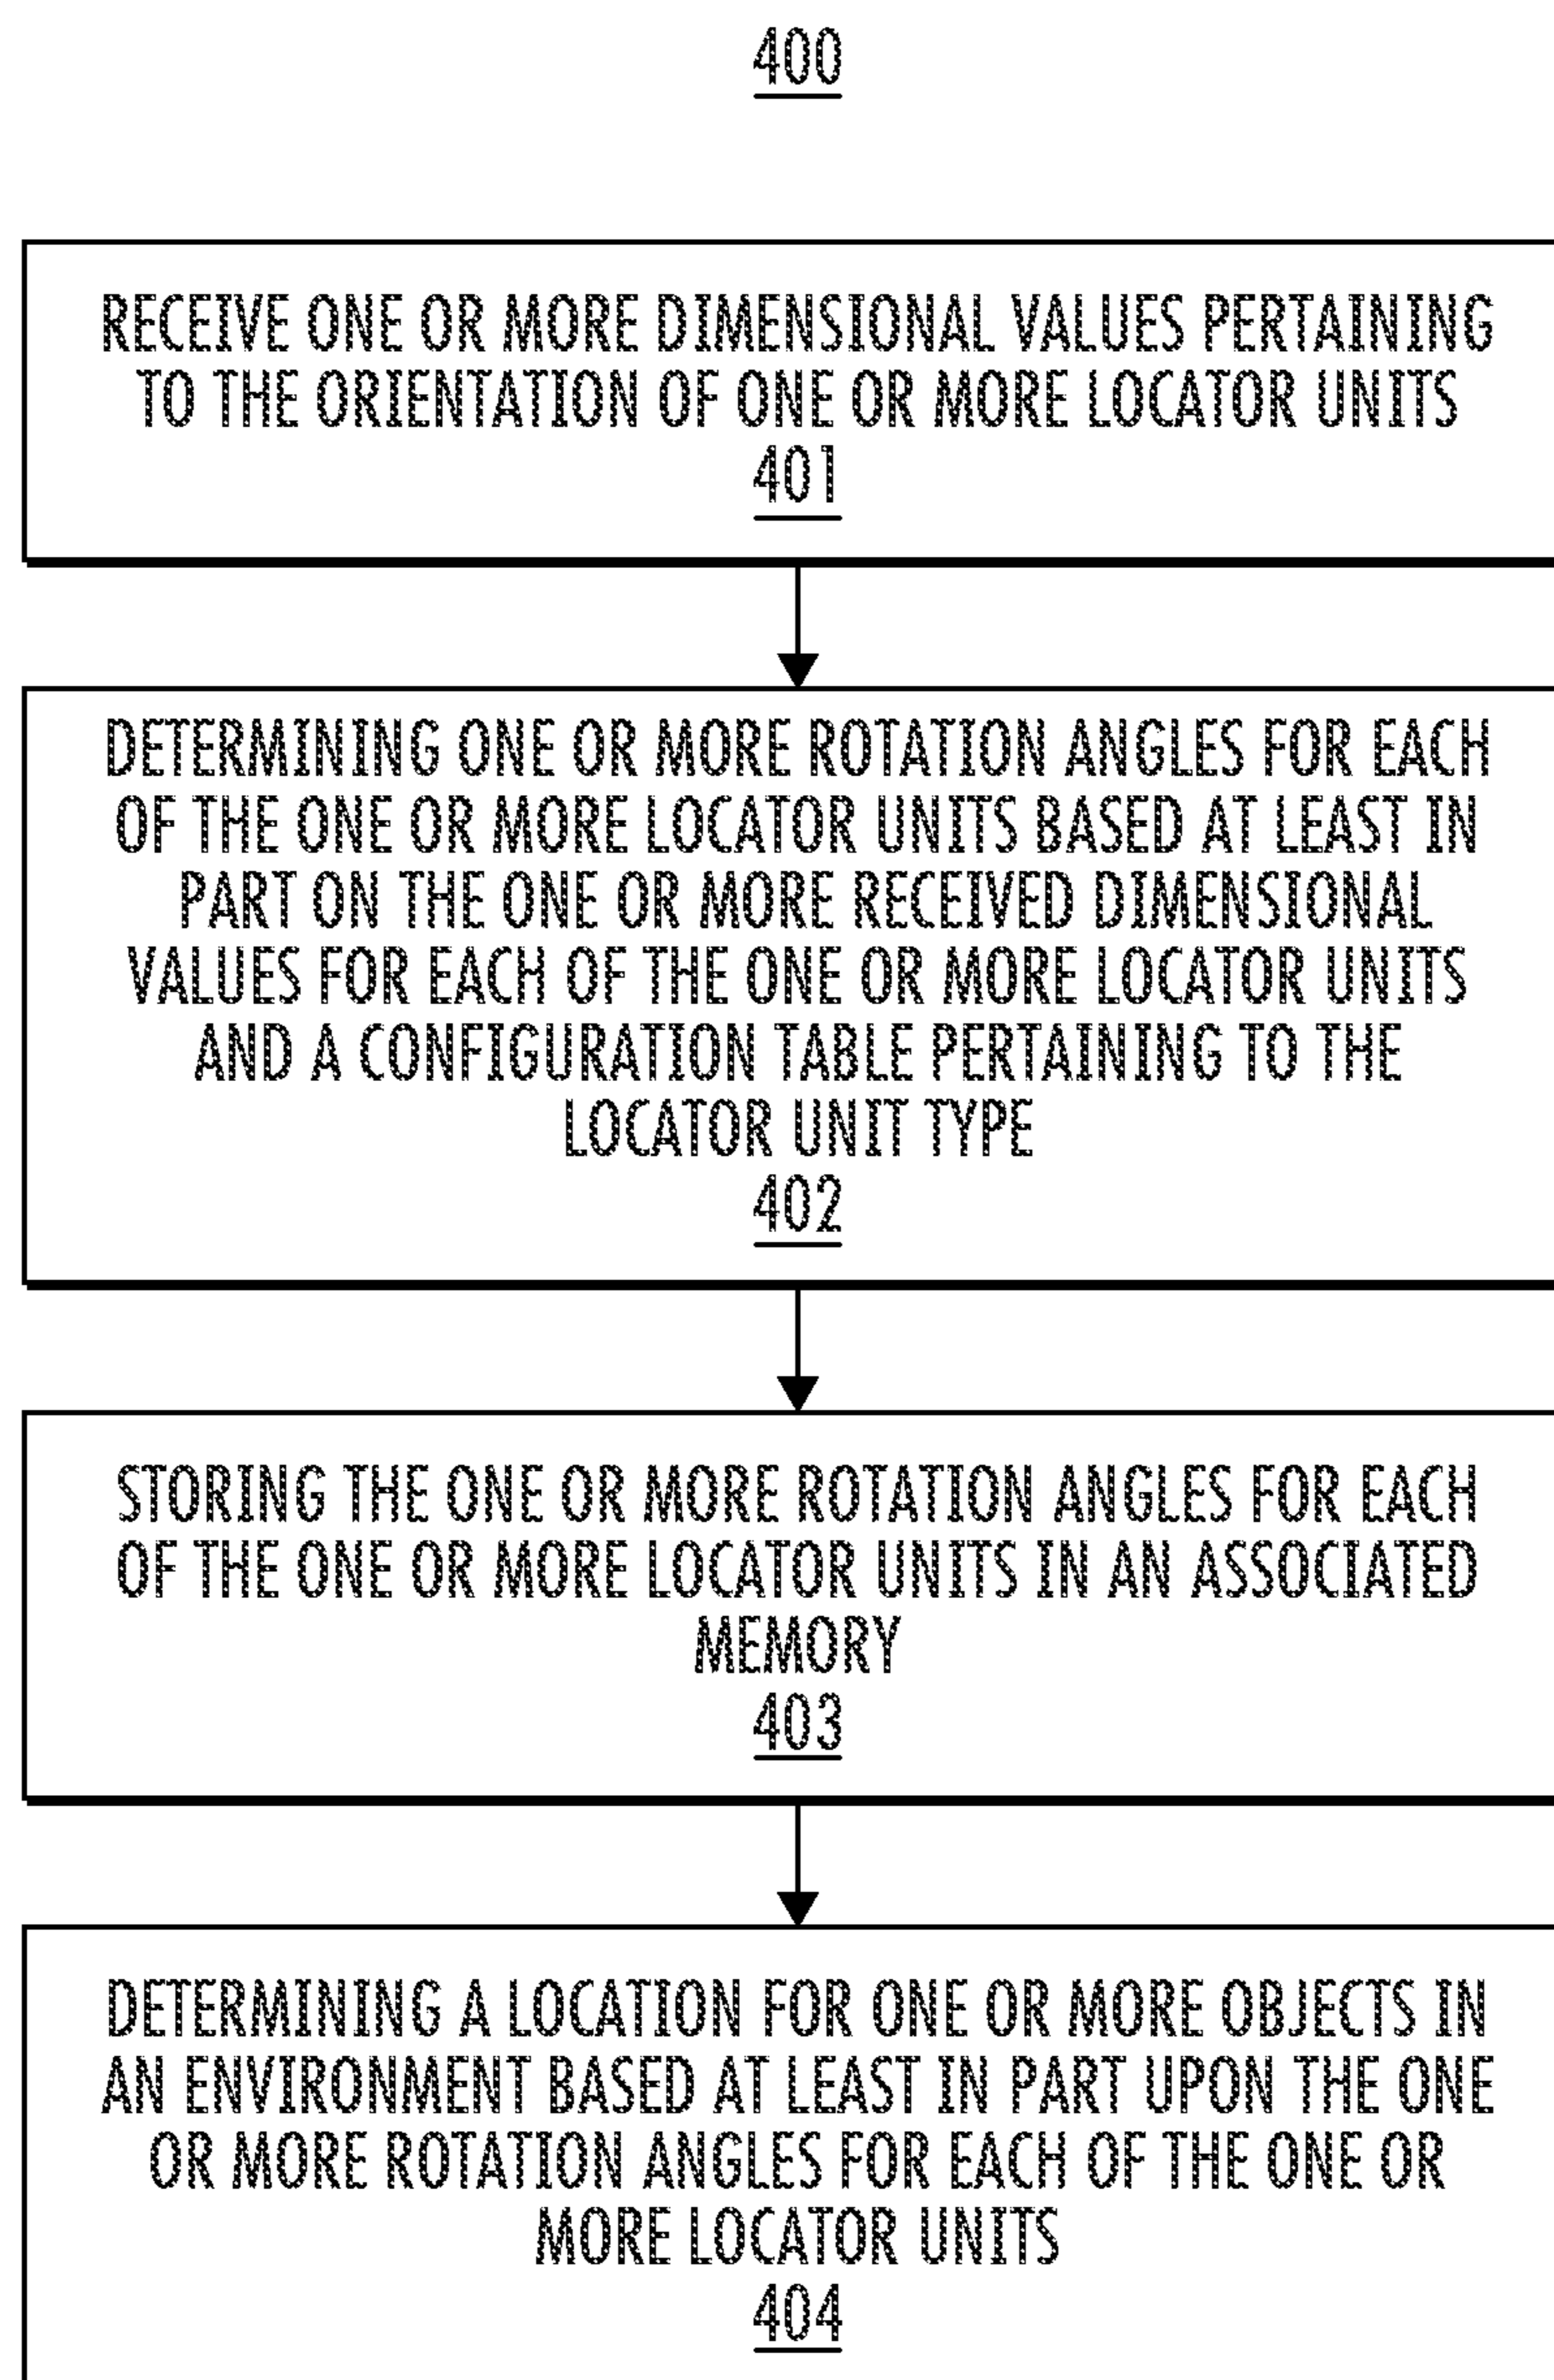 400
RECEIVE ONE OR MORE DIMENSIONAL VALUES PERTAINING
TO THE ORIENTATION OF ONE OR MORE LOCATOR UNITS
401
DETERMINING ONE OR MORE ROTATION ANGLES FOR EACH
OF THE ONE OR MORE LOCATOR UNITS BASED AT LEAST IN
PART ON THE ONE OR MORE RECEIVED DIMENSIONAL
VALUES FOR EACH OF THE ONE OR MORE LOCATOR UNITS
AND A CONFIGURATION TABLE PERTAINING TO THE
LOCATOR UNIT TYPE
402
STORING THE ONE OR MORE ROTATION ANGLES FOR EACH
OF THE ONE OR MORE LOCATOR UNITS IN AN ASSOCIATED
MEMORY
403
DETERMINING A LOCATION FOR ONE OR MORE OBJECTS IN
AN ENVIRONMENT BASED AT LEAST IN PART UPON THE ONE
OR MORE ROTATION ANGLES FOR EACH OF THE ONE OR
MORE LOCATOR UNITS
404